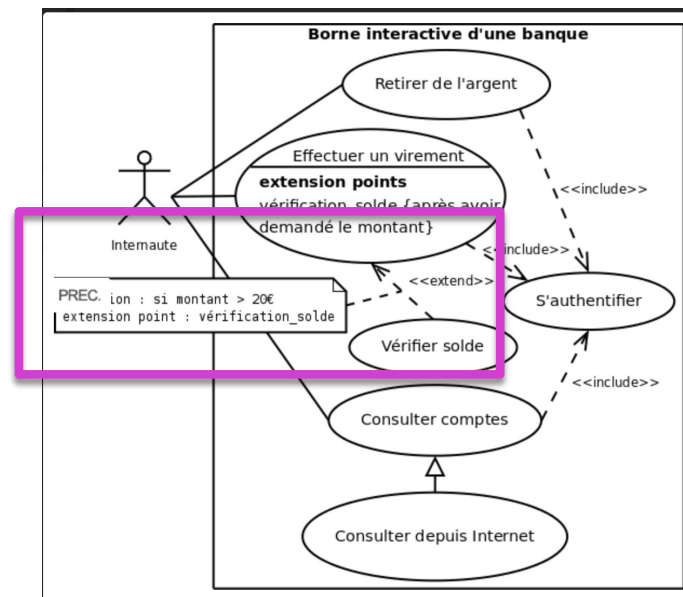 Borne interactive d'une banque
Retirer de l'argent
Effectuer un virement
extension points
vérification_solde {après avoir
demandé le montant}
<<include>>
Internaute
<<include>>
<<extend>>
PREC. ion : si montant > 20€
extension point : vérification_solde
S'authentifier
Vérifier solde
<<include>>
Consulter comptes
Consulter depuis Internet